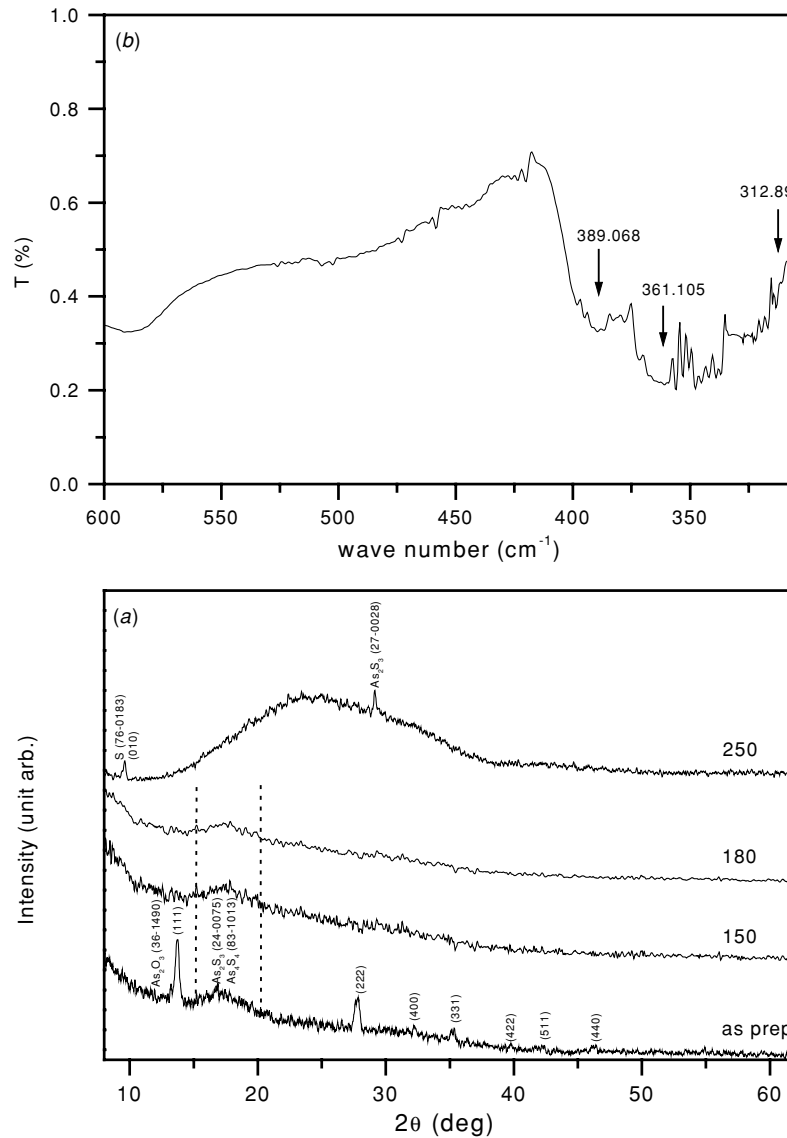 (b)
1.0
0.8
0.6
0.4
0.2
0.0
T (%)
389.068
361.105
312.89
600
550
500
450
400
350
wave number (cm⁻¹)
(a)
S (76-0183)
(010)
As₂S₃ (27-0028)
250
180
150
as prep
As₂O₃ (36-1490)
(111)
As₂S₃ (24-0075)
As₄S₄ (83-1013)
(222)
(400)
(331)
(422)
(511)
(440)
Intensity (unit arb.)
10
20
30
40
50
60
2θ (deg)